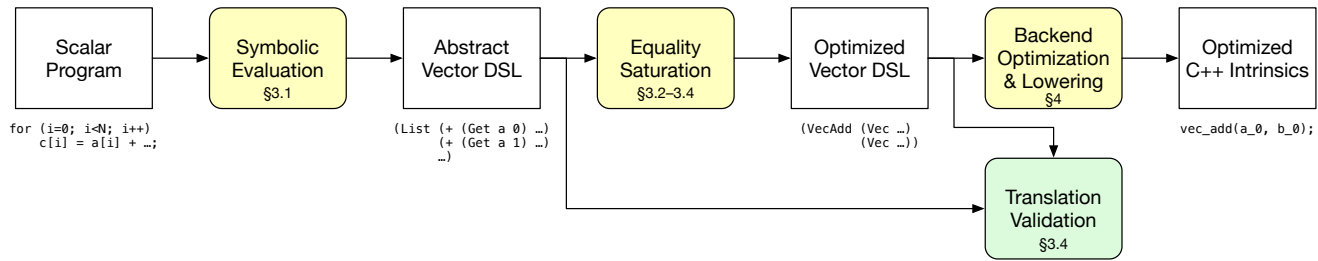 Scalar
Program
Symbolic
Evaluation
§3.1
Abstract
Vector DSL
Equality
Saturation
§3.2–3.4
Optimized
Vector DSL
Backend
Optimization
& Lowering
§4
Optimized
C++ Intrinsics
for (i=0; i<N; i++)
c[i] = a[i] + …;
(List (+ (Get a 0) …)
(+ (Get a 1) …)
…)
(VecAdd (Vec …)
(Vec …))
vec_add(a_0, b_0);
Translation
Validation
§3.4